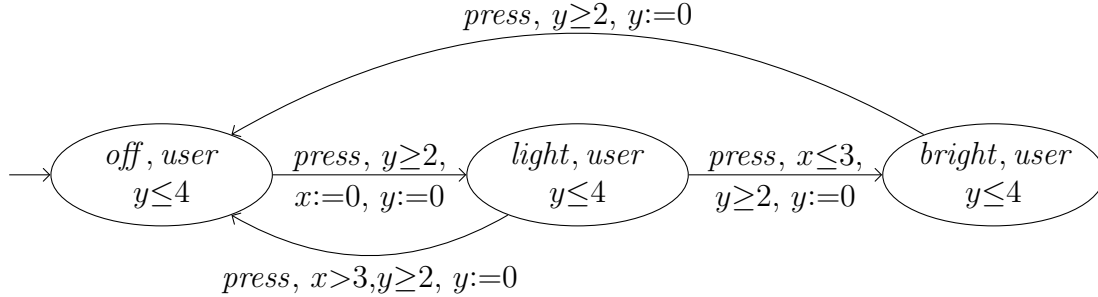 press, y≥2, y:=0
off, user
y≤4
press, y≥2,
x:=0, y:=0
light, user
y≤4
press, x≤3,
y≥2, y:=0
bright, user
y≤4
press, x>3,y≥2, y:=0